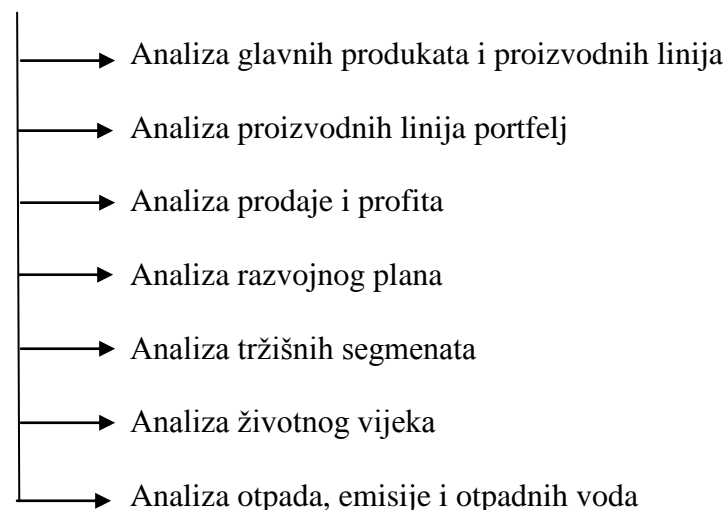 Analiza glavnih produkata i proizvodnih linija
Analiza proizvodnih linija portfelj
Analiza prodaje i profita
Analiza razvojnog plana
Analiza tržišnih segmenata
Analiza životnog vijeka
Analiza otpada, emisije i otpadnih voda